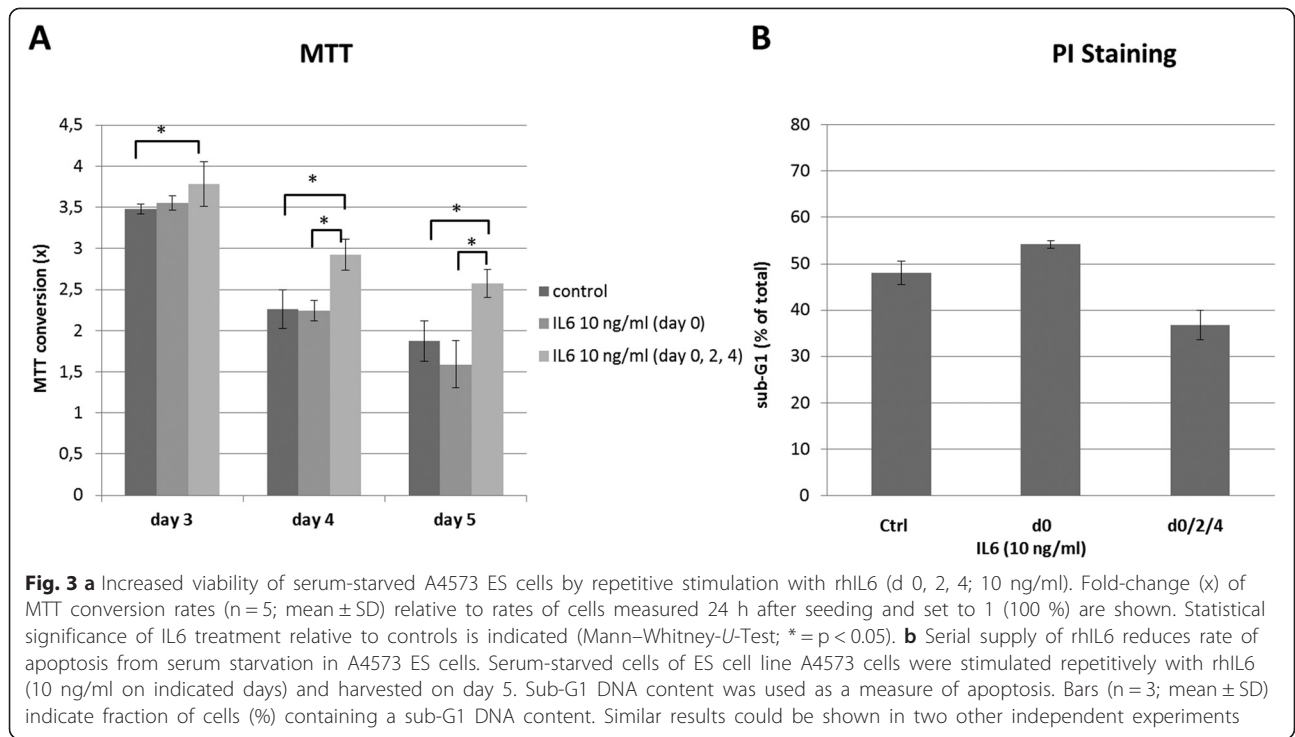 A
MTT
4,5
4
3,5
3
2,5
2
1,5
1
0,5
0
MTT conversion (x)
*
*
*
*
*
day 3
day 4
day 5
control
IL6 10 ng/ml (day 0)
IL6 10 ng/ml (day 0, 2, 4)
B
PI Staining
80
70
60
50
40
30
20
10
0
sub-G1 (% of total)
Ctrl
d0
d0/2/4
IL6 (10 ng/ml)
Fig. 3 a Increased viability of serum-starved A4573 ES cells by repetitive stimulation with rhIL6 (d 0, 2, 4; 10 ng/ml). Fold-change (x) of
MTT conversion rates (n = 5; mean ± SD) relative to rates of cells measured 24 h after seeding and set to 1 (100 %) are shown. Statistical
significance of IL6 treatment relative to controls is indicated (Mann–Whitney-U-Test; * = p < 0.05). b Serial supply of rhIL6 reduces rate of
apoptosis from serum starvation in A4573 ES cells. Serum-starved cells of ES cell line A4573 cells were stimulated repetitively with rhIL6
(10 ng/ml on indicated days) and harvested on day 5. Sub-G1 DNA content was used as a measure of apoptosis. Bars (n = 3; mean ± SD)
indicate fraction of cells (%) containing a sub-G1 DNA content. Similar results could be shown in two other independent experiments